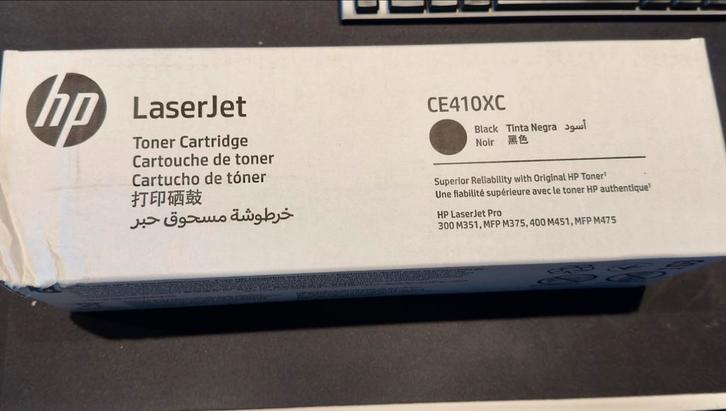 hp
LaserJet
Toner Cartridge
Cartouche de toner
Cartucho de tóner
打印硒鼓
خرطوشة مسحوق حبر
CE410XC
Black Tinta Negra أسود
Noir 黑色
Superior Reliability with Original HP Toner¹
Une fiabilité supérieure avec le toner HP authentique¹
HP LaserJet Pro
300 M351, MFP M375, 400 M451, MFP M475